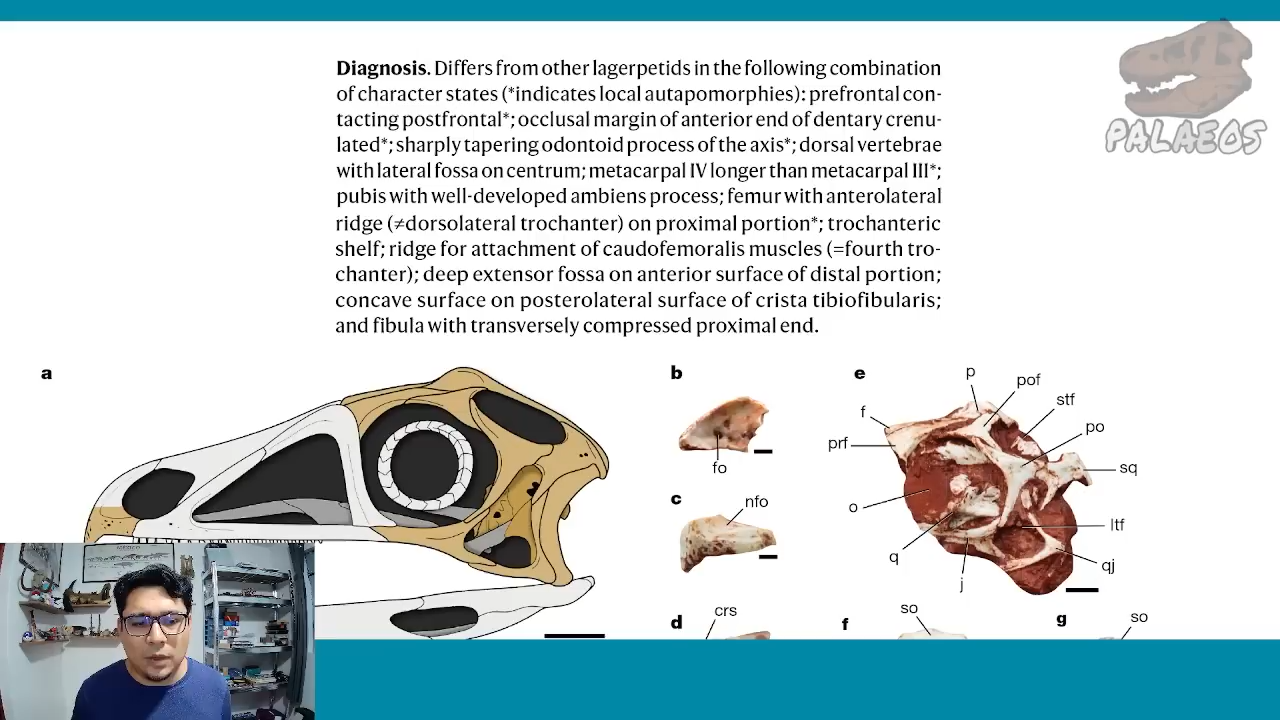 PALAEOS
Diagnosis. Differs from other lagerpetids in the following combination
of character states (*indicates local autapomorphies): prefrontal con-
tacting postfrontal*; occlusal margin of anterior end of dentary crenu-
lated*; sharply tapering odontoid process of the axis*; dorsal vertebrae
with lateral fossa on centrum; metacarpal IV longer than metacarpal III*;
pubis with well-developed ambiens process; femur with anterolateral
ridge (≠dorsolateral trochanter) on proximal portion*; trochanteric
shelf; ridge for attachment of caudofemoralis muscles (=fourth tro-
chanter); deep extensor fossa on anterior surface of distal portion;
concave surface on posterolateral surface of crista tibiofibularis;
and fibula with transversely compressed proximal end.
a
b
fo
c
nfo
d
crs
e
p
pof
stf
po
sq
ltf
qj
j
q
o
prf
f
f
so
g
so